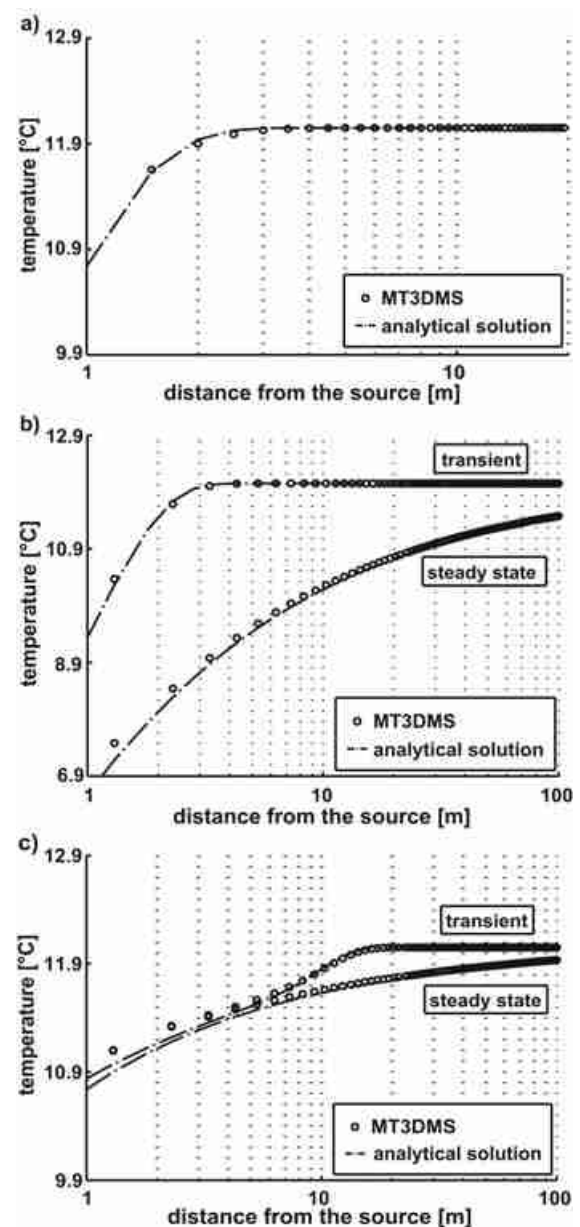 a)
12.9
11.9
10.9
9.9
temperature [°C]
MT3DMS
analytical solution
1
10
distance from the source [m]
b)
12.9
10.9
8.9
6.9
temperature [°C]
transient
steady state
MT3DMS
analytical solution
1
10
100
distance from the source [m]
c)
12.9
11.9
10.9
9.9
temperature [°C]
transient
steady state
MT3DMS
analytical solution
1
10
100
distance from the source [m]